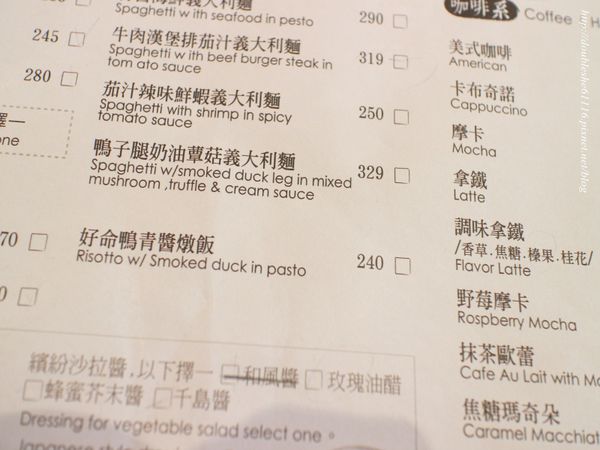 Spaghetti with seafood in pesto
290
245
牛肉漢堡排茄汁義大利麵
Spaghetti w ith beef burger steak in
tom ato sauce
319
280
茄汁辣味鮮蝦義大利麵
Spaghetti with shrimp in spicy
tomato sauce
250
擇一
one
鴨子腿奶油蕈菇義大利麵
Spaghetti w/smoked duck leg in mixed
mushroom ,truffle & cream sauce
329
70
好命鴨青醬燉飯
Risotto w/ Smoked duck in pasto
240
0
繽紛沙拉醬,以下擇一 □和風醬 □玫瑰油醋
□蜂蜜芥末醬 □千島醬
Dressing for vegetable salad select one。
咖啡系 Coffee
美式咖啡
American
卡布奇諾
Cappuccino
摩卡
Mocha
拿鐵
Latte
調味拿鐵
/香草.焦糖.榛果.桂花/
Flavor Latte
野莓摩卡
Rospberry Mocha
抹茶歐蕾
Cafe Au Lait with Ma
焦糖瑪奇朵
Caramel Macchiat